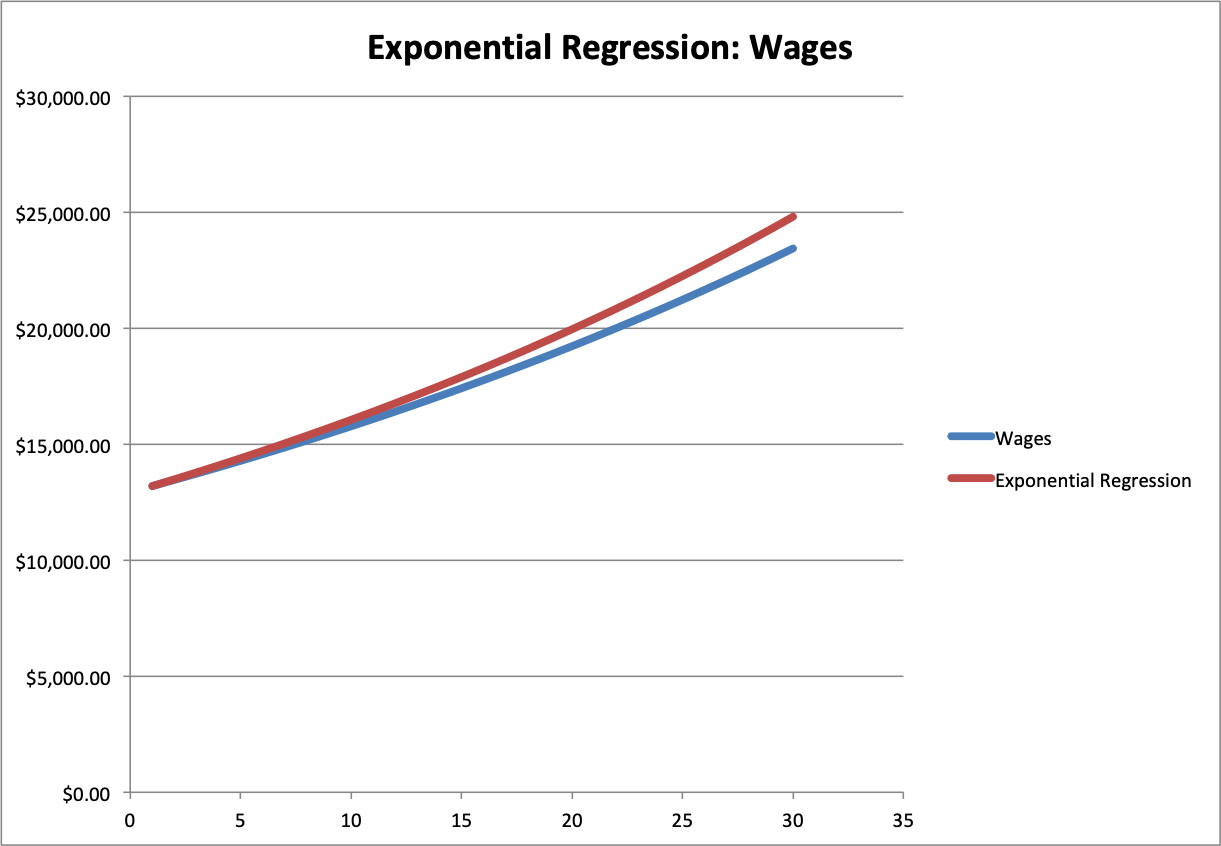 Exponential Regression: Wages
$30,000.00
$25,000.00
$20,000.00
$15,000.00
$10,000.00
$5,000.00
$0.00
0 5 10 15 20 25 30 35
Wages
Exponential Regression